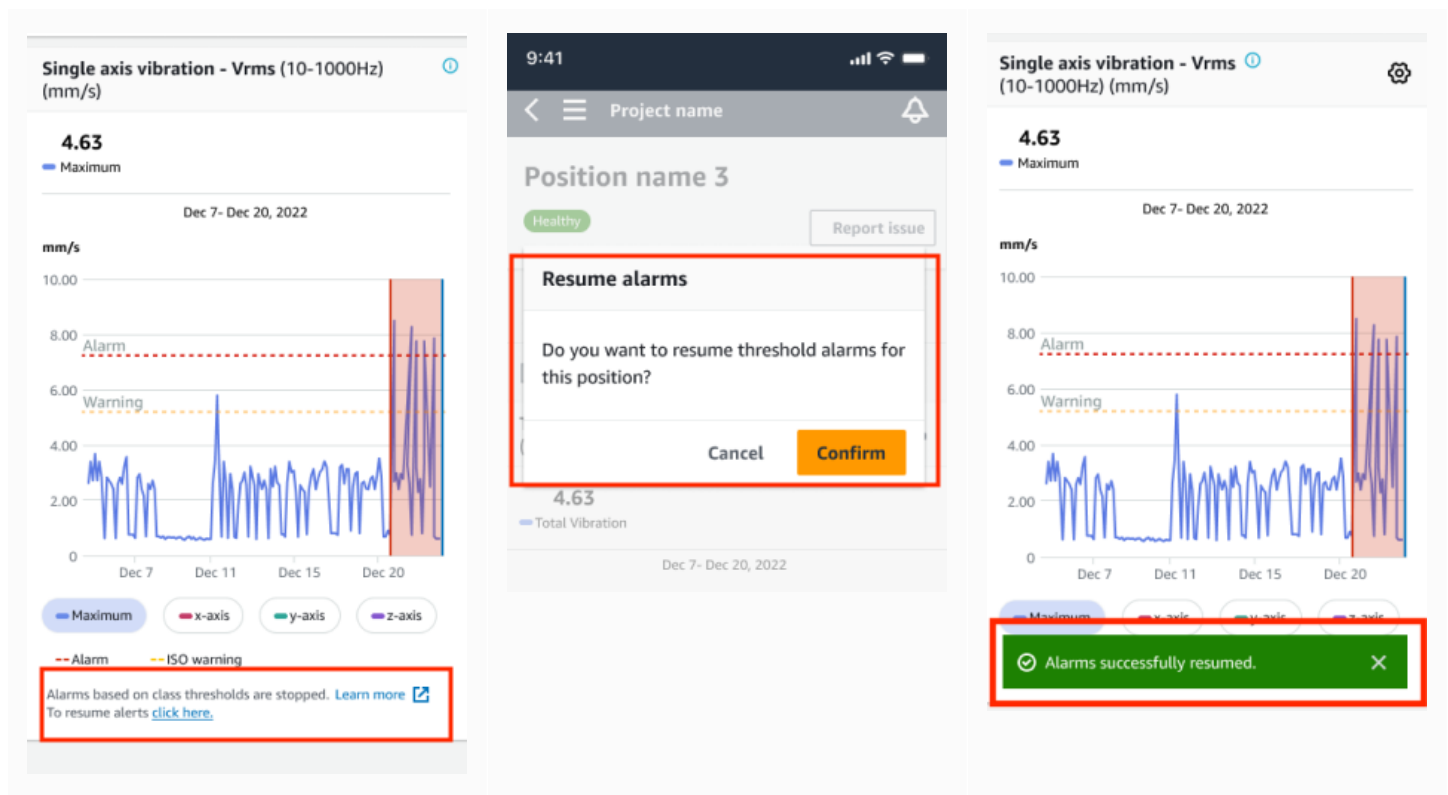 Single axis vibration - Vrms (10-1000Hz)
(mm/s)
4.63
Maximum
Dec 7- Dec 20, 2022
mm/s
10.00
8.00
Alarm
6.00
Warning
4.00
2.00
0
Dec 7 Dec 11 Dec 15 Dec 20
Maximum x-axis y-axis z-axis
Alarm ISO warning
Alarms based on class thresholds are stopped. Learn more
To resume alerts click here.
9:41
Project name
Position name 3
Healthy
Report issue
Resume alarms
Do you want to resume threshold alarms for
this position?
Cancel Confirm
4.63
Total Vibration
Dec 7- Dec 20, 2022
Single axis vibration - Vrms
(10-1000Hz) (mm/s)
4.63
Maximum
Dec 7- Dec 20, 2022
mm/s
10.00
8.00
Alarm
6.00
Warning
4.00
2.00
0
Dec 7 Dec 11 Dec 15 Dec 20
Maximum x-axis y-axis z-axis
Alarms successfully resumed.